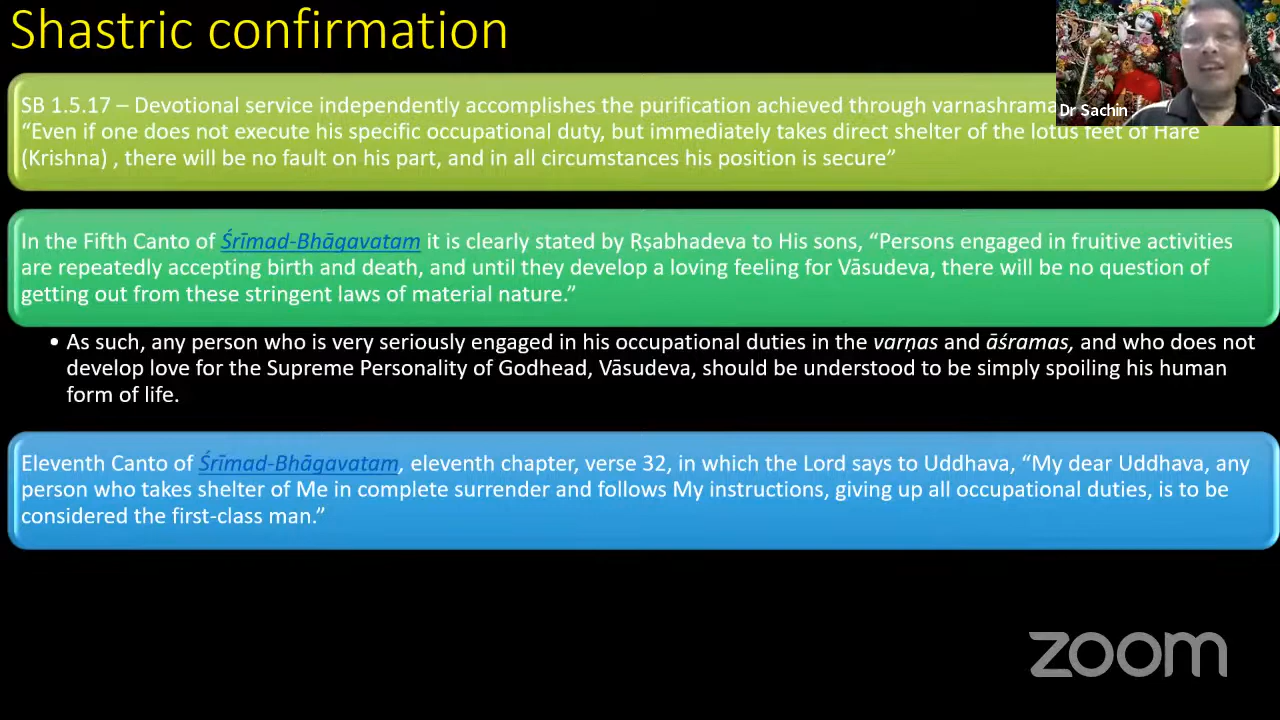 Shastric confirmation
Dr Sachin
SB 1.5.17 – Devotional service independently accomplishes the purification achieved through varnashrama
“Even if one does not execute his specific occupational duty, but immediately takes direct shelter of the lotus feet of Hare
(Krishna) , there will be no fault on his part, and in all circumstances his position is secure”
In the Fifth Canto of Śrīmad-Bhāgavatam it is clearly stated by Ṛṣabhadeva to His sons, “Persons engaged in fruitive activities
are repeatedly accepting birth and death, and until they develop a loving feeling for Vāsudeva, there will be no question of
getting out from these stringent laws of material nature.”
• As such, any person who is very seriously engaged in his occupational duties in the varṇas and āśramas, and who does not
develop love for the Supreme Personality of Godhead, Vāsudeva, should be understood to be simply spoiling his human
form of life.
Eleventh Canto of Śrīmad-Bhāgavatam, eleventh chapter, verse 32, in which the Lord says to Uddhava, “My dear Uddhava, any
person who takes shelter of Me in complete surrender and follows My instructions, giving up all occupational duties, is to be
considered the first-class man.”
zoom